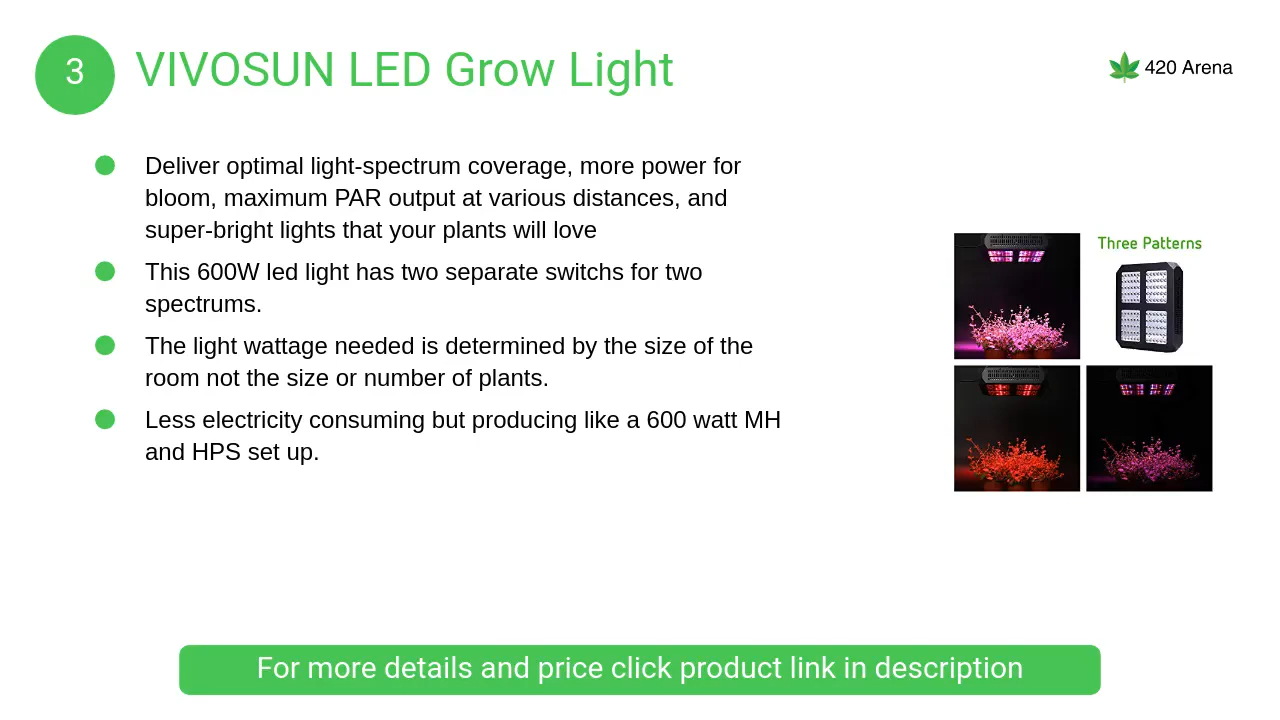 3
VIVOSUN LED Grow Light
420 Arena
Deliver optimal light-spectrum coverage, more power for
bloom, maximum PAR output at various distances, and
super-bright lights that your plants will love
This 600W led light has two separate switchs for two
spectrums.
The light wattage needed is determined by the size of the
room not the size or number of plants.
Less electricity consuming but producing like a 600 watt MH
and HPS set up.
Three Patterns
For more details and price click product link in description